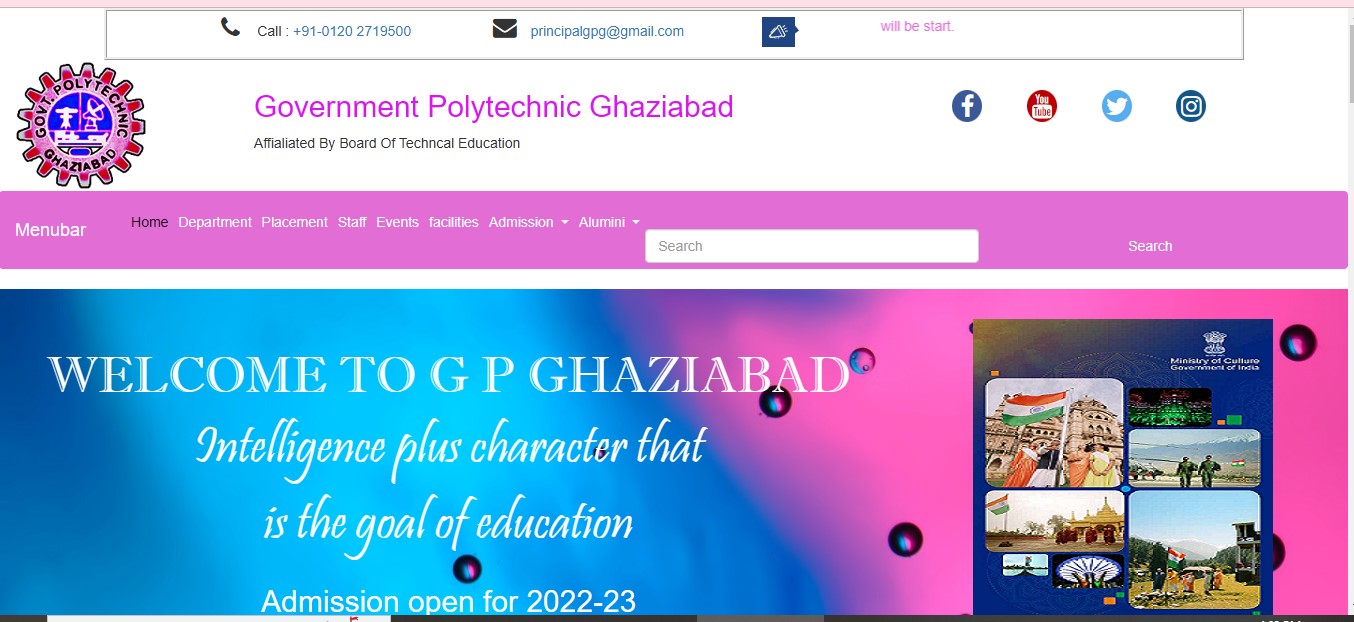 Call : +91-0120 2719500
principalgpg@gmail.com
will be start.
GOVT. POLYTECHNIC
GHAZIABAD
Government Polytechnic Ghaziabad
Affialiated By Board Of Techncal Education
You
Tube
Menubar
Home Department Placement Staff Events facilities Admission Alumini
Search
Search
WELCOME TO G P GHAZIABAD
Intelligence plus character that
is the goal of education
Admission open for 2022-23
Ministry of Culture
Government of India